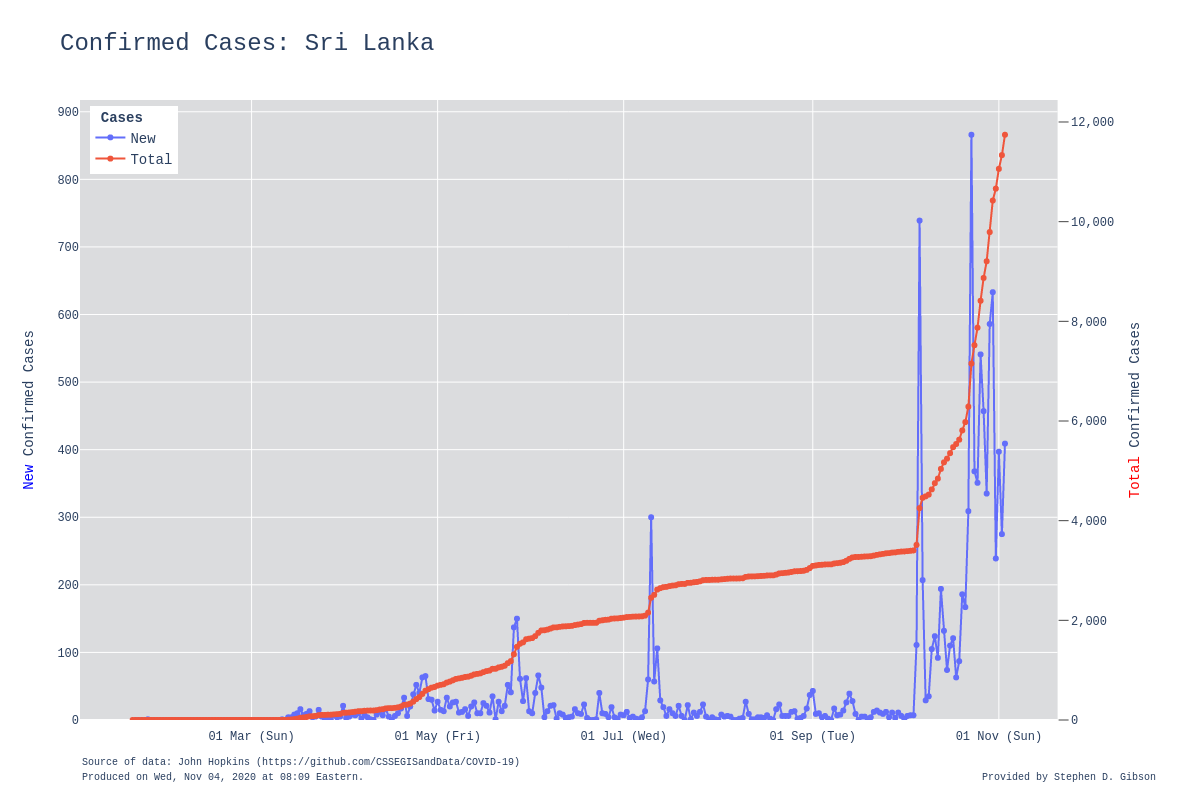 Confirmed Cases: Sri Lanka
Cases
New
Total
900
800
700
600
500
400
300
200
100
0
12,000
10,000
8,000
6,000
4,000
2,000
0
New Confirmed Cases
Total Confirmed Cases
01 Mar (Sun)
01 May (Fri)
01 Jul (Wed)
01 Sep (Tue)
01 Nov (Sun)
Source of data: John Hopkins (https://github.com/CSSEGISandData/COVID-19)
Produced on Wed, Nov 04, 2020 at 08:09 Eastern.
Provided by Stephen D. Gibson